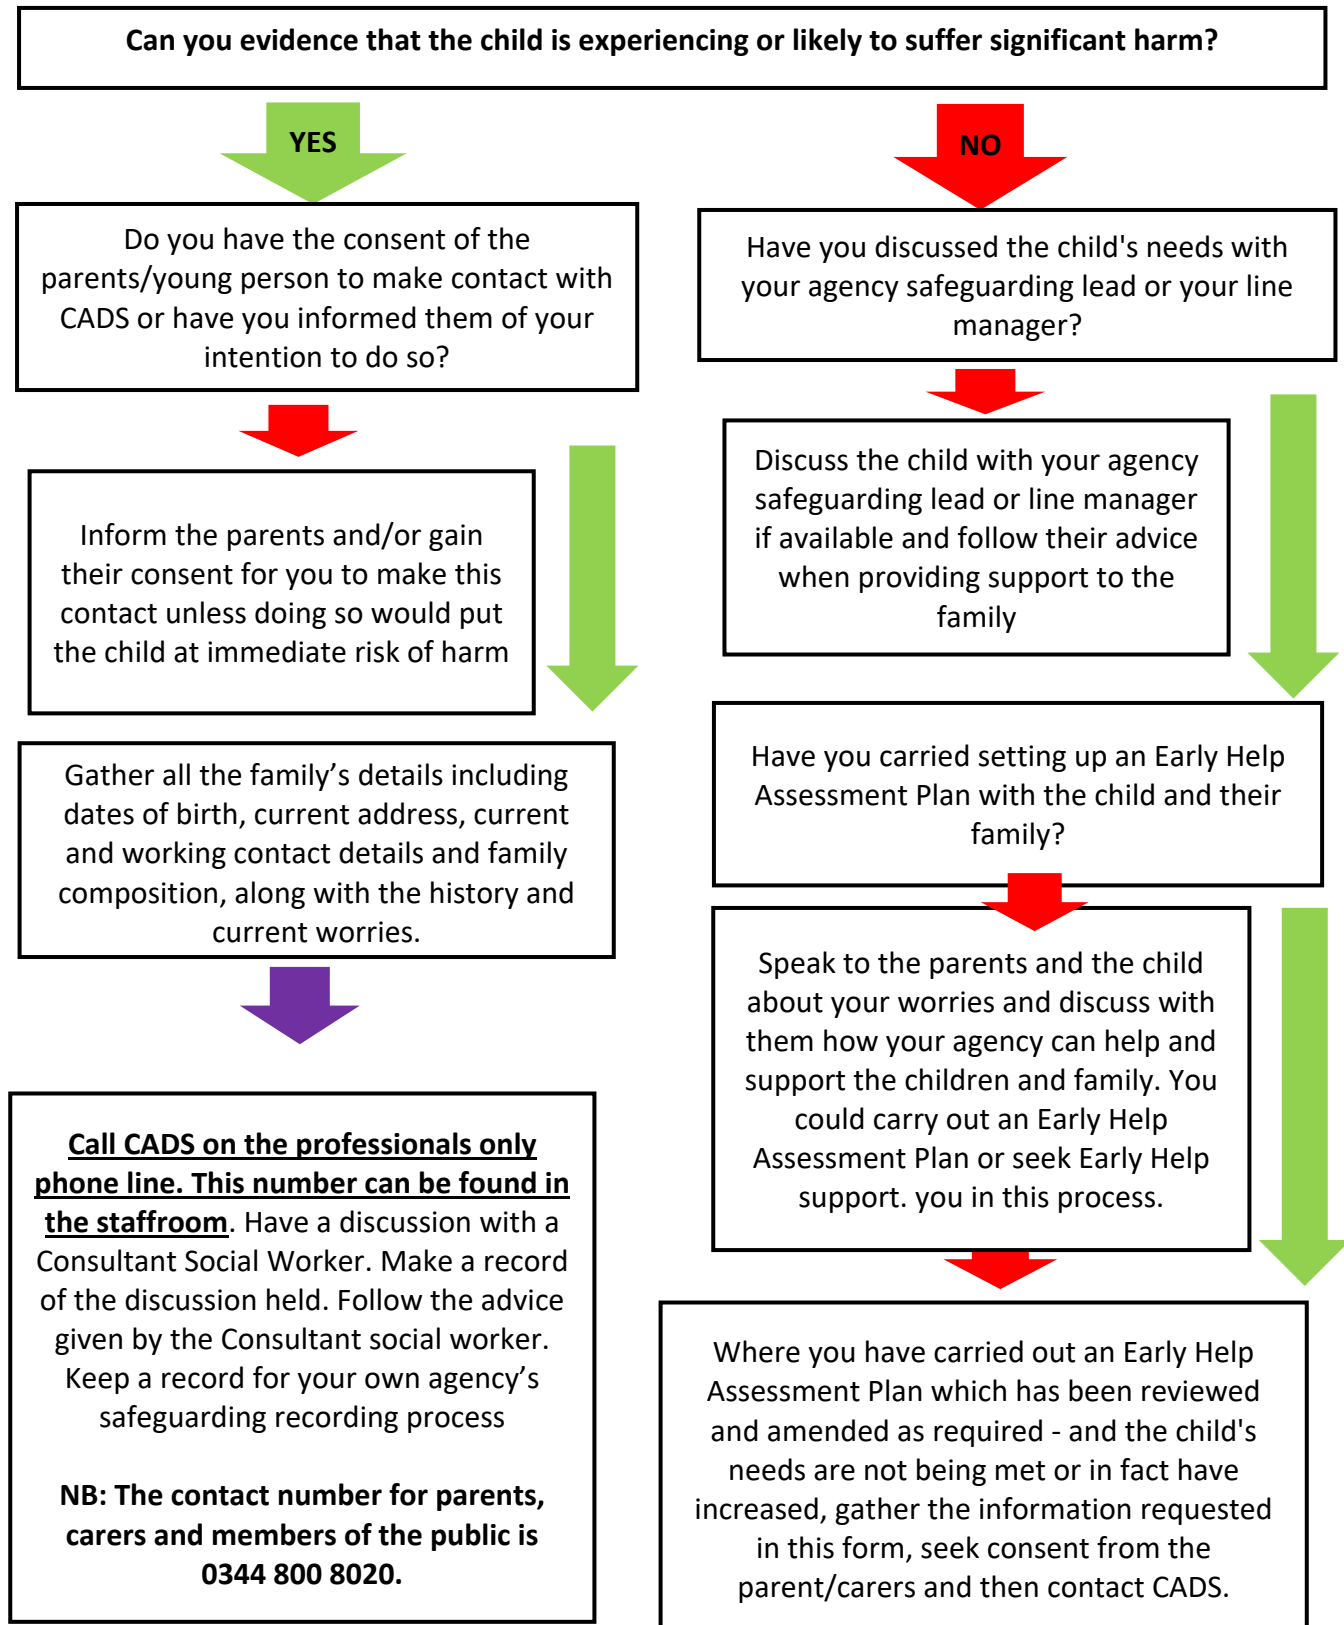 Can you evidence that the child is experiencing or likely to suffer significant harm?
YES
NO
Do you have the consent of the
parents/young person to make contact with
CADS or have you informed them of your
intention to do so?
Inform the parents and/or gain
their consent for you to make this
contact unless doing so would put
the child at immediate risk of harm
Gather all the family’s details including
dates of birth, current address, current
and working contact details and family
composition, along with the history and
current worries.
Call CADS on the professionals only
phone line. This number can be found in
the staffroom. Have a discussion with a
Consultant Social Worker. Make a record
of the discussion held. Follow the advice
given by the Consultant social worker.
Keep a record for your own agency’s
safeguarding recording process
NB: The contact number for parents,
carers and members of the public is
0344 800 8020.
Have you discussed the child's needs with
your agency safeguarding lead or your line
manager?
Discuss the child with your agency
safeguarding lead or line manager
if available and follow their advice
when providing support to the
family
Have you carried setting up an Early Help
Assessment Plan with the child and their
family?
Speak to the parents and the child
about your worries and discuss with
them how your agency can help and
support the children and family. You
could carry out an Early Help
Assessment Plan or seek Early Help
support. you in this process.
Where you have carried out an Early Help
Assessment Plan which has been reviewed
and amended as required - and the child's
needs are not being met or in fact have
increased, gather the information requested
in this form, seek consent from the
parent/carers and then contact CADS.